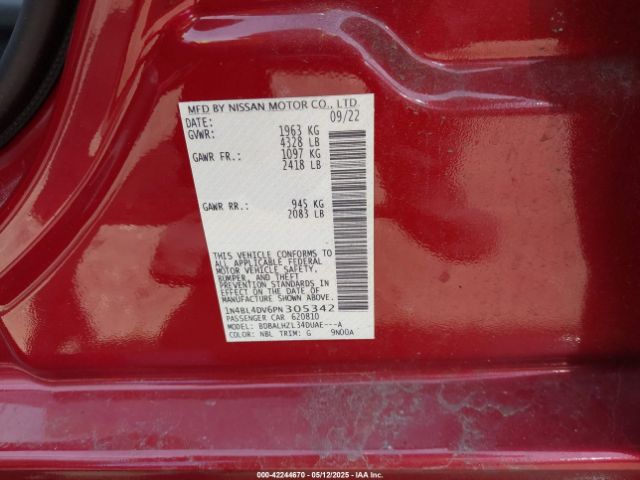 MFD BY NISSAN MOTOR CO., LTD
DATE: 09/22
GVWR: 1963 KG
4328 LB
GAWR FR.: 1097 KG
2418 LB
GAWR RR.: 945 KG
2083 LB
THIS VEHICLE CONFORMS TO
ALL APPLICABLE FEDERAL
MOTOR VEHICLE SAFETY,
BUMPER, AND THEFT
PREVENTION STANDARDS IN
EFFECT ON THE DATE OF
MANUFACTURE SHOWN ABOVE.
1N4BL4DV6PN305342
PASSENGER CAR 620810
MODEL: BDBALHZL34DUAE---A
COLOR: NBL TRIM: G 9N00A
000-42244670 - 05/12/2025 - IAA Inc.